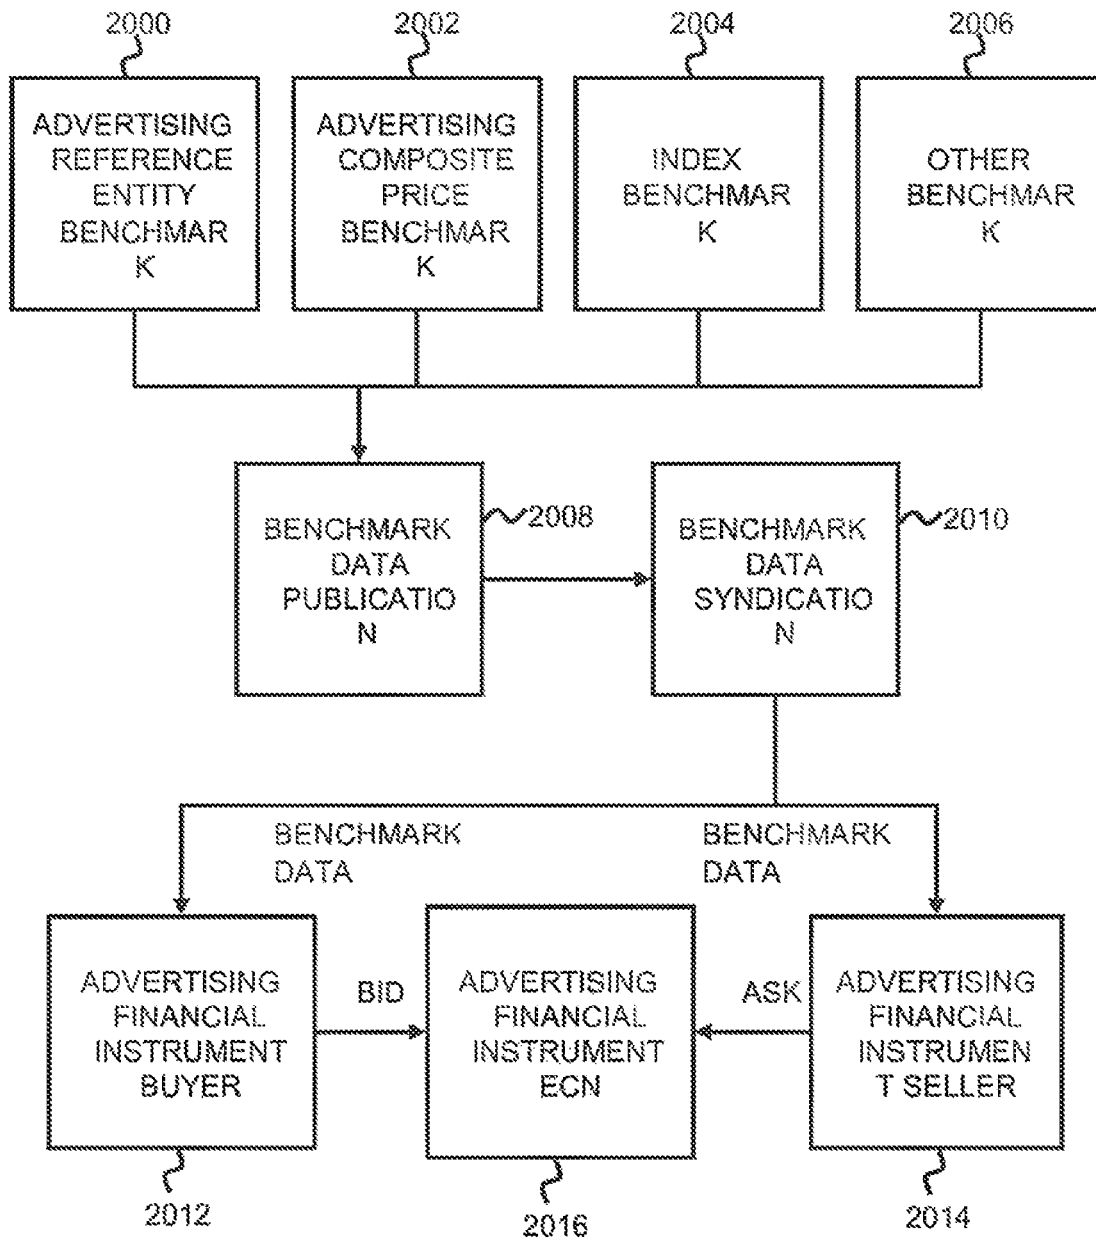 2000
2002
2004
2006
ADVERTISING
REFERENCE
ENTITY
BENCHMAR
K
ADVERTISING
COMPOSITE
PRICE
BENCHMAR
K
INDEX
BENCHMAR
K
OTHER
BENCHMAR
K
BENCHMARK
DATA
PUBLICATIO
N
2008
BENCHMARK
DATA
SYNDICATIO
N
2010
BENCHMARK
DATA
BENCHMARK
DATA
ADVERTISING
FINANCIAL
INSTRUMENT
BUYER
BID
ADVERTISING
FINANCIAL
INSTRUMENT
ECN
ASK
ADVERTISING
FINANCIAL
INSTRUMEN
T SELLER
2012
2016
2014